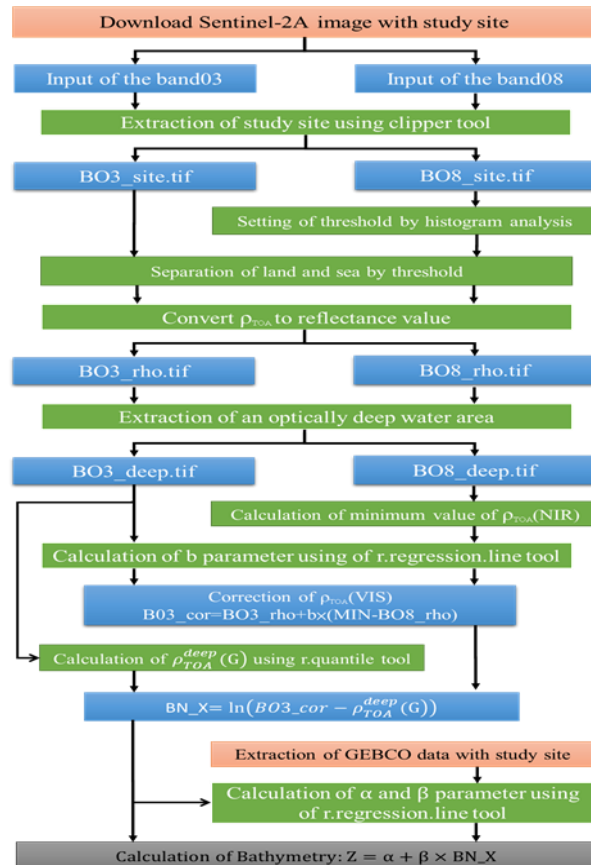 Download Sentinel-2A image with study site
Input of the band03
Input of the band08
Extraction of study site using clipper tool
BO3_site.tif
BO8_site.tif
Setting of threshold by histogram analysis
Separation of land and sea by threshold
Convert ρTOA to reflectance value
BO3_rho.tif
BO8_rho.tif
Extraction of an optically deep water area
BO3_deep.tif
BO8_deep.tif
Calculation of minimum value of ρTOA(NIR)
Calculation of b parameter using of r.regression.line tool
Correction of ρTOA(VIS)
B03_cor=BO3_rho+b×(MIN-BO8_rho)
Calculation of ρ_TOA^deep(G) using r.quantile tool
BN_X= ln(BO3_cor − ρ_TOA^deep(G))
Extraction of GEBCO data with study site
Calculation of α and β parameter using
of r.regression.line tool
Calculation of Bathymetry: Z = α + β × BN_X